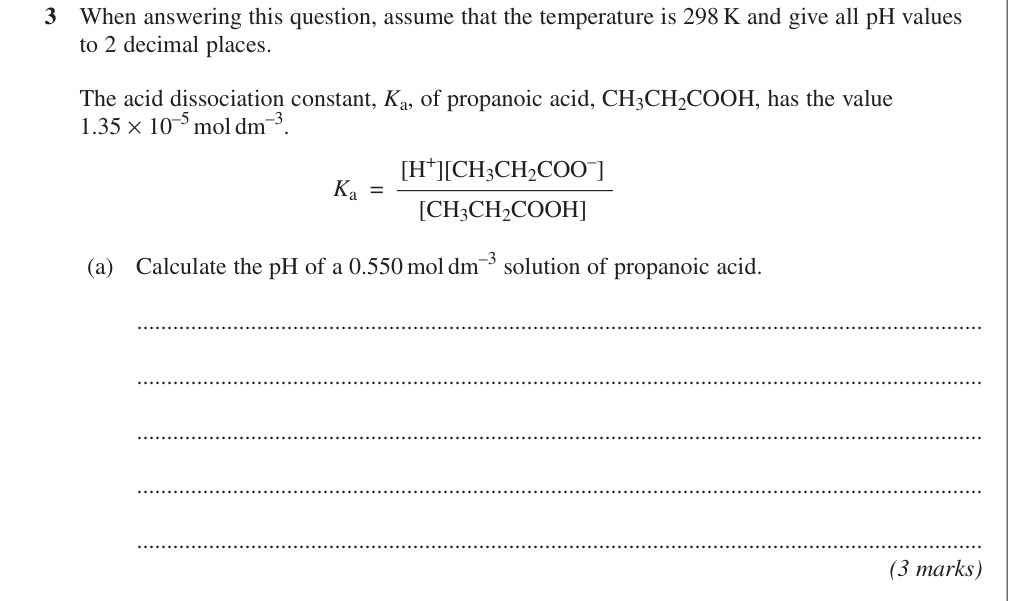 3 When answering this question, assume that the temperature is 298 K and give all pH values
to 2 decimal places.
The acid dissociation constant, Kₐ, of propanoic acid, CH₃CH₂COOH, has the value
1.35 × 10⁻⁵ mol dm⁻³.
Kₐ = [H⁺][CH₃CH₂COO⁻]
[CH₃CH₂COOH]
(a) Calculate the pH of a 0.550 mol dm⁻³ solution of propanoic acid.
(3 marks)